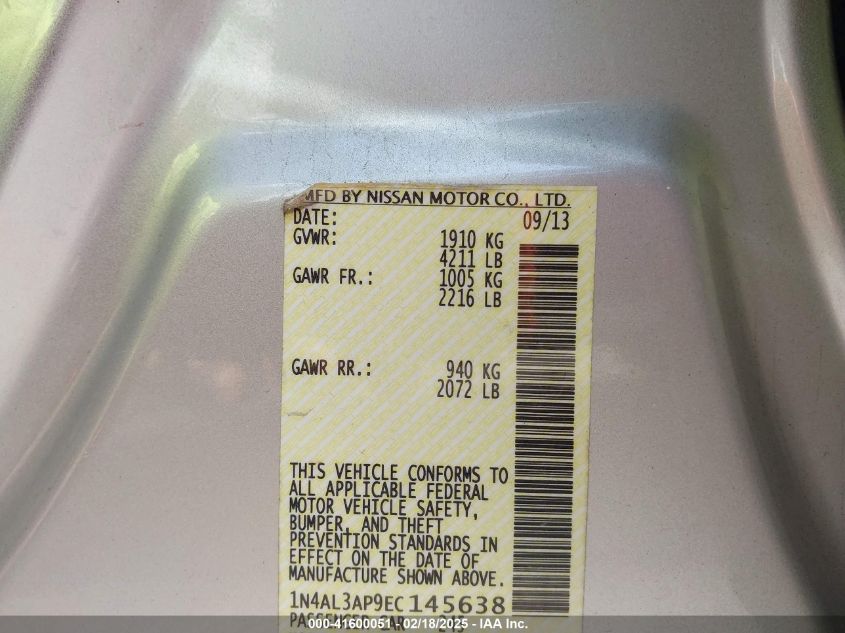 MFD BY NISSAN MOTOR CO., LTD.
DATE: 09/13
GVWR: 1910 KG
4211 LB
GAWR FR.: 1005 KG
2216 LB
GAWR RR.: 940 KG
2072 LB
THIS VEHICLE CONFORMS TO
ALL APPLICABLE FEDERAL
MOTOR VEHICLE SAFETY,
BUMPER, AND THEFT
PREVENTION STANDARDS IN
EFFECT ON THE DATE OF
MANUFACTURE SHOWN ABOVE.
1N4AL3AP9EC145638
PASSENGER CAR
000-41600051 - 02/18/2025 - IAA Inc.